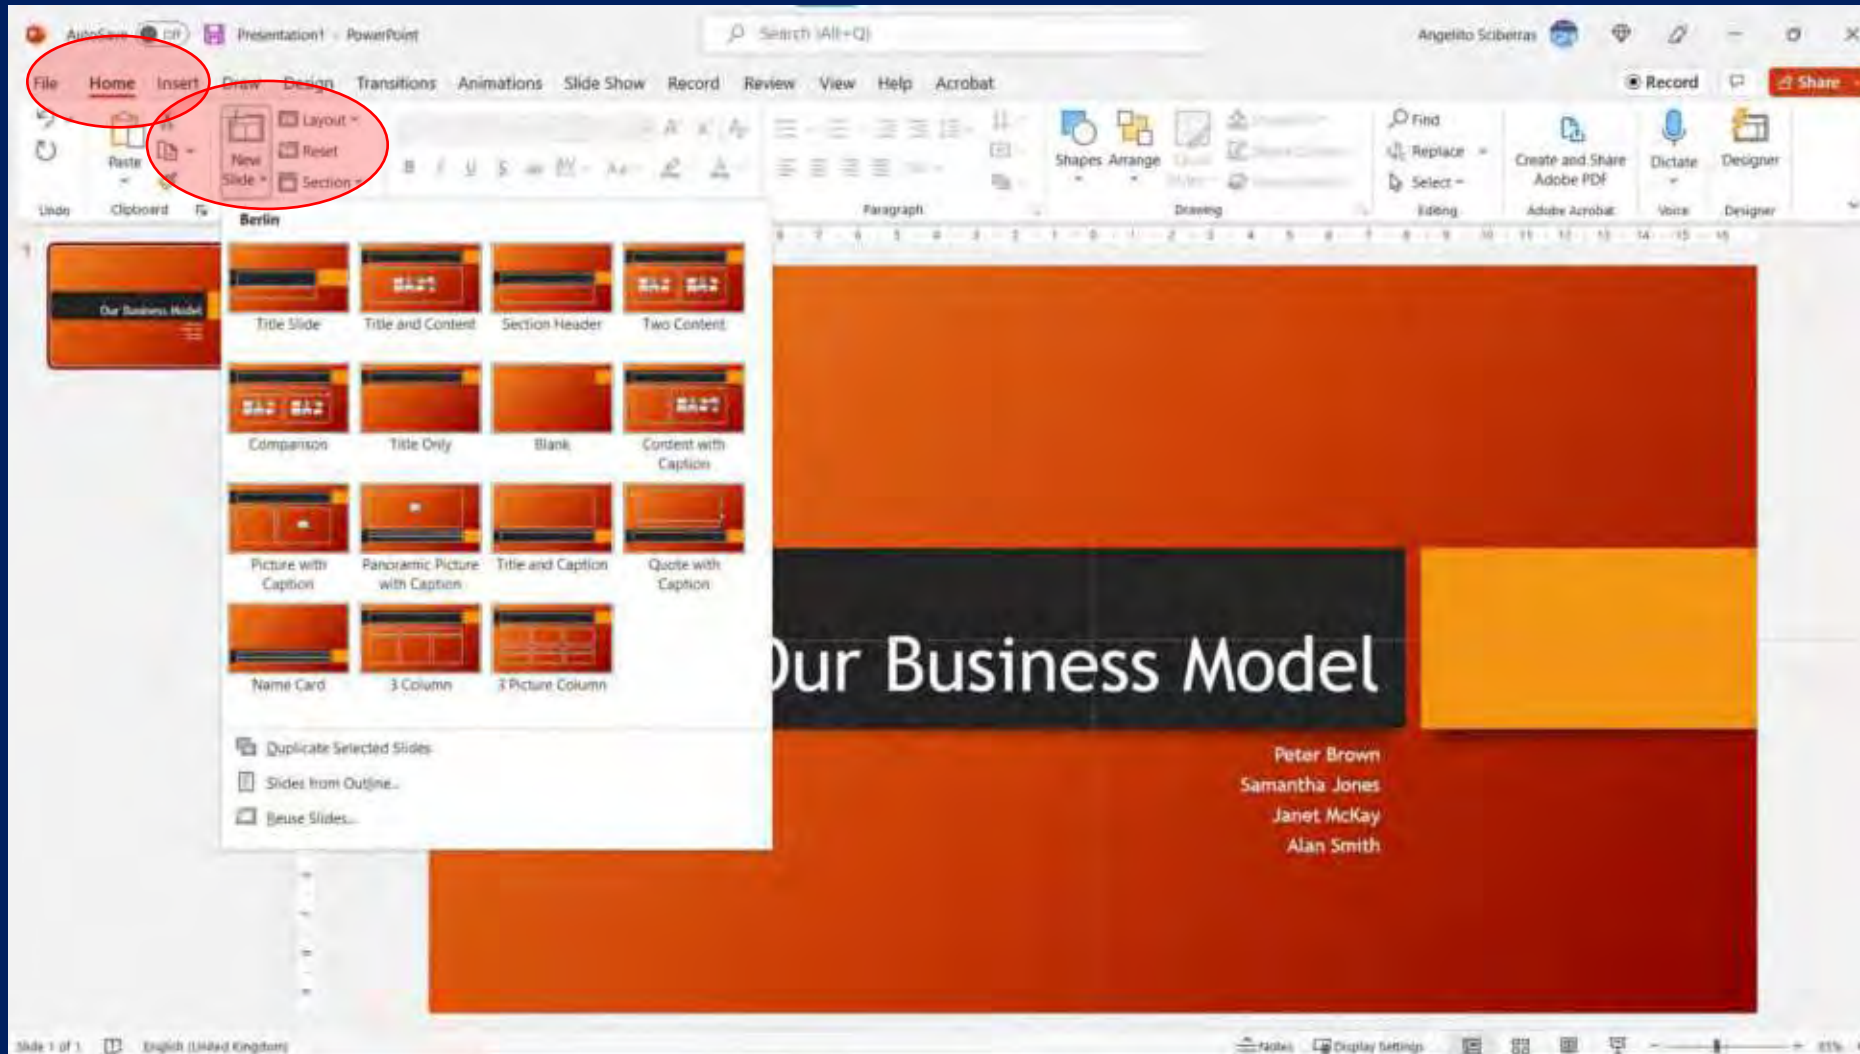 AutoSave Off Presentation1 - PowerPoint Search (Alt+Q) Angelito Sciberras
File Home Insert Draw Design Transitions Animations Slide Show Record Review View Help Acrobat Record Share
Paste
New Slide
Layout
Reset
Section
Shapes Arrange
Find
Replace
Select
Create and Share
Adobe PDF
Dictate
Designer
Undo Clipboard Paragraph Drawing Editing Adobe Acrobat Voice Designer
Berlin
Title Slide Title and Content Section Header Two Content
Comparison Title Only Blank Content with
Caption
Picture with Panoramic Picture Title and Caption Quote with
Caption with Caption Caption
Name Card 3 Column 3 Picture Column
Duplicate Selected Slides
Slides from Outline...
Reuse Slides...
1
Our Business Model
Our Business Model
Peter Brown
Samantha Jones
Janet McKay
Alan Smith
Slide 1 of 1 English (United Kingdom) Notes Display Settings